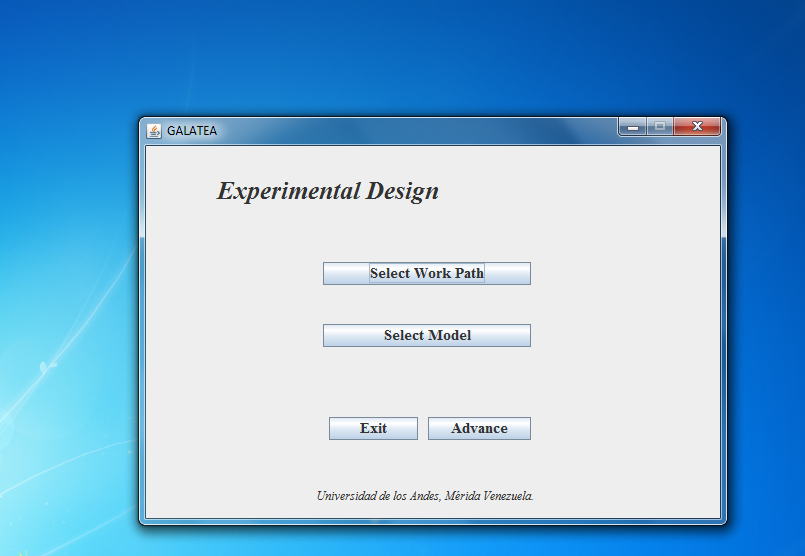 GALATEA
Experimental Design
Select Work Path
Select Model
Exit Advance
Universidad de los Andes, Mérida Venezuela.